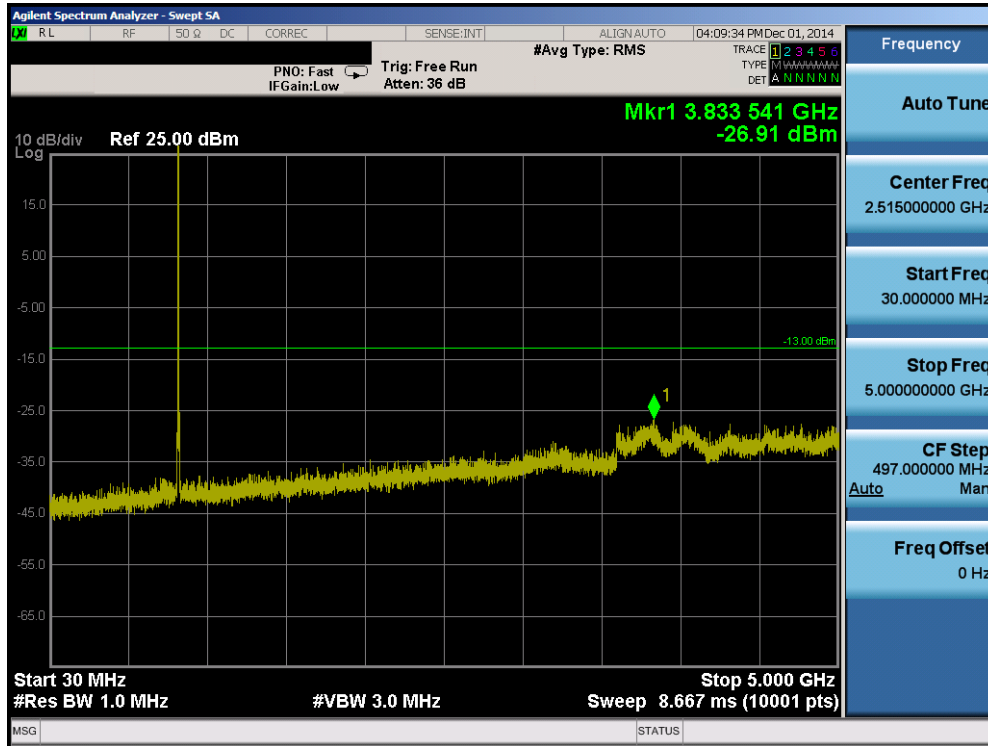 Agilent Spectrum Analyzer - Swept SA
LXI RL RF 50 Ω DC CORREC SENSE:INT ALIGN AUTO 04:09:34 PM Dec 01, 2014
#Avg Type: RMS TRACE 1 2 3 4 5 6
PNO: Fast Trig: Free Run TYPE M WWWWW
IFGain:Low Atten: 36 dB DET A N N N N N
Mkr1 3.833 541 GHz
-26.91 dBm
10 dB/div Ref 25.00 dBm
Log
15.0
5.00
-5.00
-13.00 dBm
-15.0
1
-25.0
-35.0
-45.0
-55.0
-65.0
Start 30 MHz Stop 5.000 GHz
#Res BW 1.0 MHz #VBW 3.0 MHz Sweep 8.667 ms (10001 pts)
MSG STATUS
Frequency
Auto Tune
Center Freq
2.515000000 GHz
Start Freq
30.000000 MHz
Stop Freq
5.000000000 GHz
CF Step
497.000000 MHz
Auto Man
Freq Offset
0 Hz